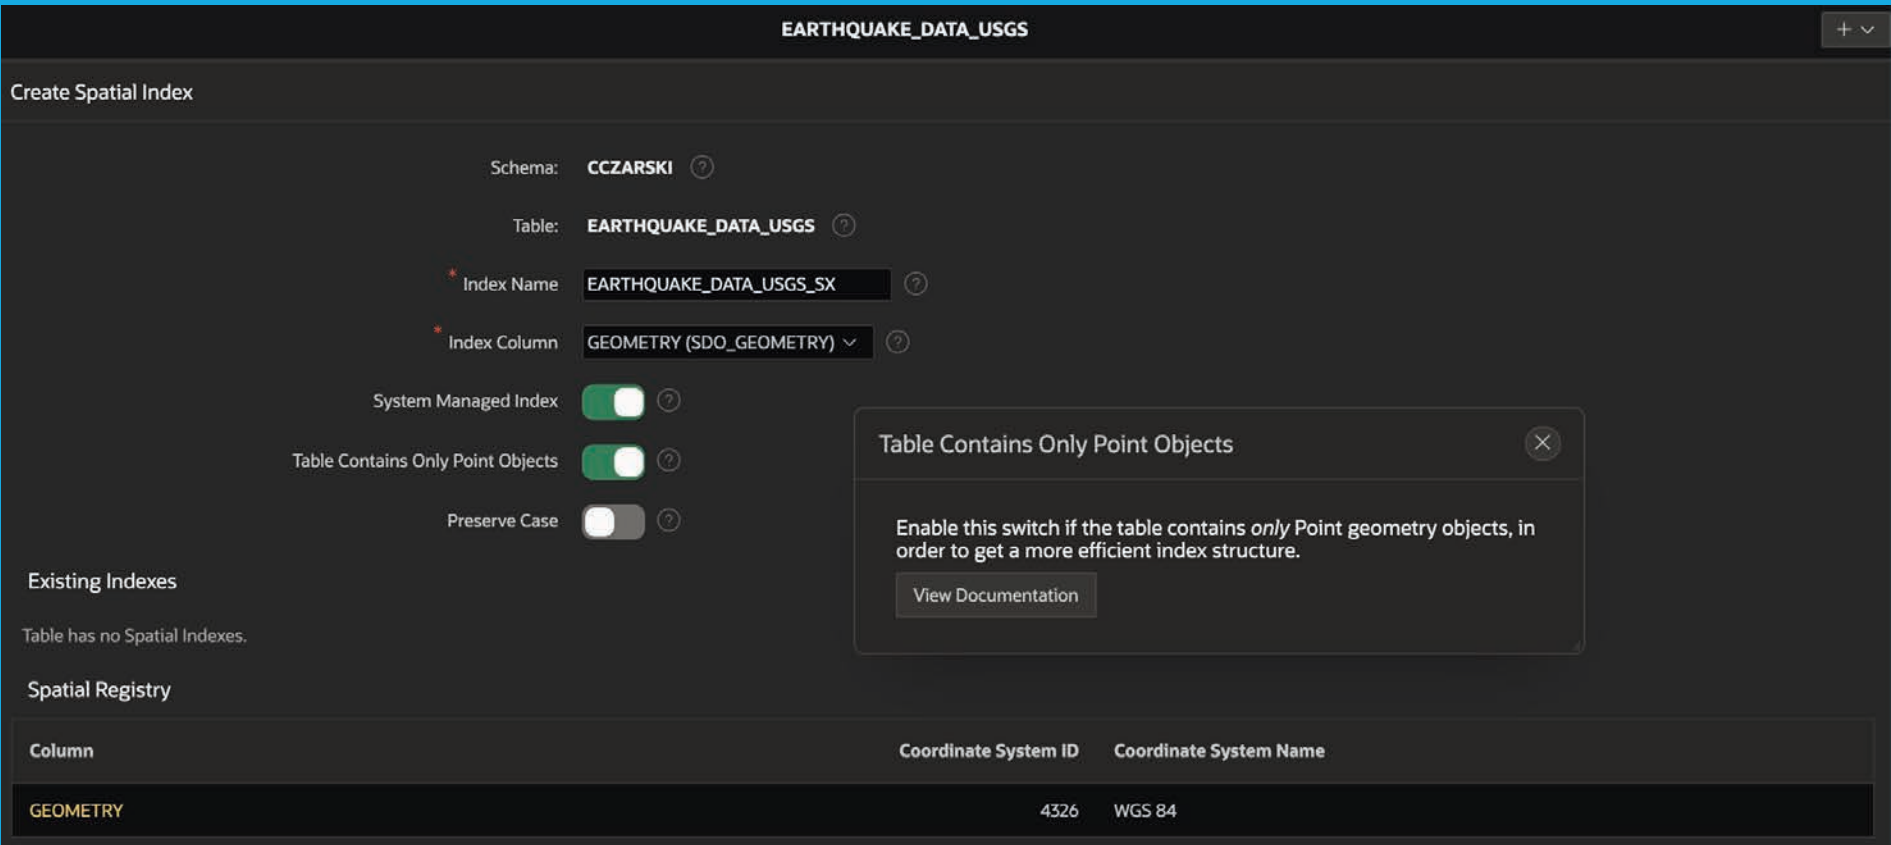 EARTHQUAKE_DATA_USGS
Create Spatial Index
Schema: CCZARSKI
Table: EARTHQUAKE_DATA_USGS
* Index Name EARTHQUAKE_DATA_USGS_SX
* Index Column GEOMETRY (SDO_GEOMETRY)
System Managed Index
Table Contains Only Point Objects
Preserve Case
Table Contains Only Point Objects
Enable this switch if the table contains only Point geometry objects, in
order to get a more efficient index structure.
View Documentation
Existing Indexes
Table has no Spatial Indexes.
Spatial Registry
Column Coordinate System ID Coordinate System Name
GEOMETRY 4326 WGS 84